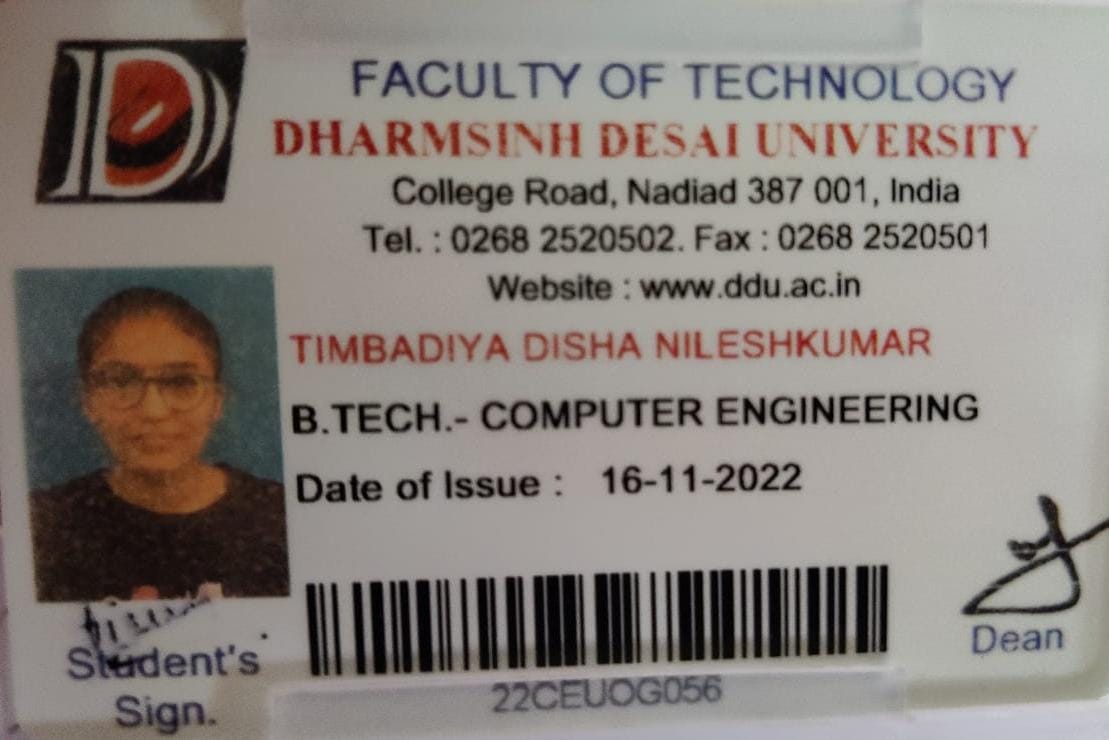 D
FACULTY OF TECHNOLOGY
DHARMSINH DESAI UNIVERSITY
College Road, Nadiad 387 001, India
Tel. : 0268 2520502. Fax : 0268 2520501
Website : www.ddu.ac.in
TIMBADIYA DISHA NILESHKUMAR
B.TECH.- COMPUTER ENGINEERING
Date of Issue : 16-11-2022
Student's
Sign.
22CEUOG056
Dean